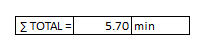 ∑ TOTAL = 5.70 min